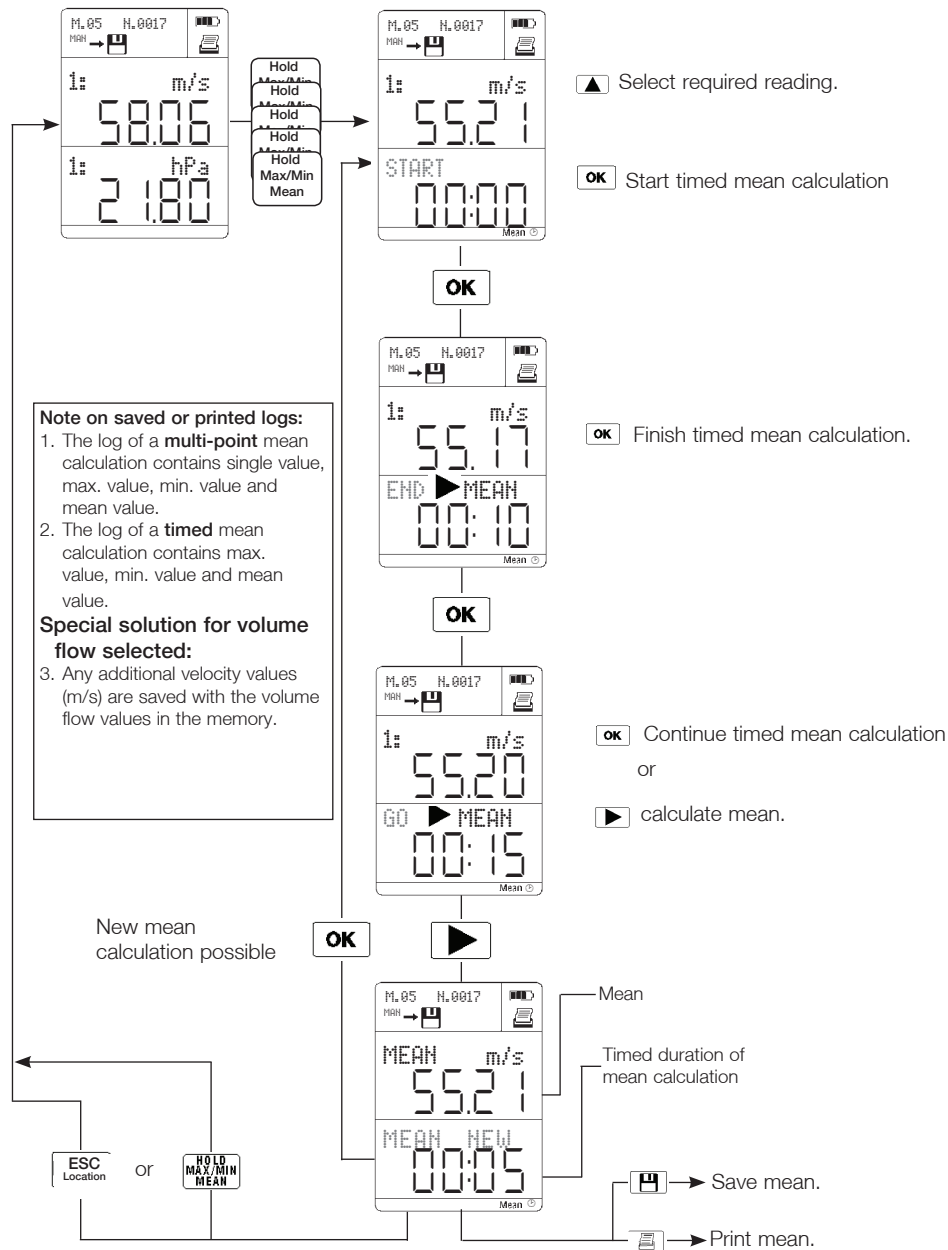 M.05 N.0017
MAN
1: m/s
58.06
1: hPa
21.80
Hold
Hold
Hold
Hold
Hold
Max/Min
Mean
M.05 N.0017
MAN
1: m/s
55.21
START
00:00
Mean
▲ Select required reading.
OK Start timed mean calculation
OK
M.05 N.0017
MAN
1: m/s
55.17
END ▶ MEAN
00:10
Mean
OK Finish timed mean calculation.
Note on saved or printed logs:
1. The log of a multi-point mean
calculation contains single value,
max. value, min. value and
mean value.
2. The log of a timed mean
calculation contains max.
value, min. value and mean
value.
Special solution for volume
flow selected:
3. Any additional velocity values
(m/s) are saved with the volume
flow values in the memory.
OK
M.05 N.0017
MAN
1: m/s
55.20
GO ▶ MEAN
00:15
Mean
OK Continue timed mean calculation
or
▶ calculate mean.
New mean
calculation possible
OK
▶
M.05 N.0017
MAN
MEAN m/s
55.21
MEAN NEW
00:05
Mean
Mean
Timed duration of
mean calculation
ESC
Location
or
HOLD
MAX/MIN
MEAN
Save mean.
Print mean.